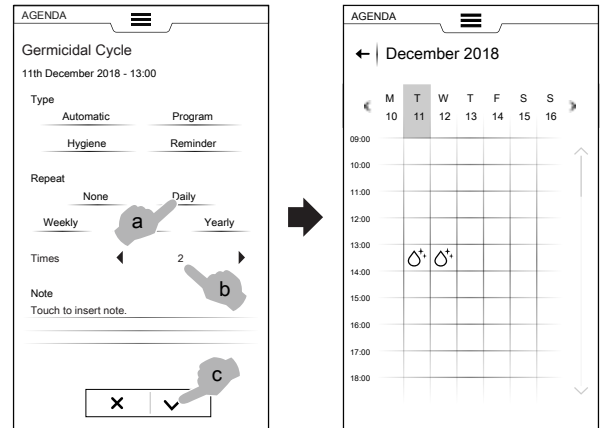 AGENDA
Germicidal Cycle
11th December 2018 - 13:00
Type
Automatic Program
Hygiene Reminder
Repeat
None Daily
Weekly Yearly
a
Times 2
b
Note
Touch to insert note.
c
AGENDA
December 2018
M T W T F S S
10 11 12 13 14 15 16
09:00
10:00
11:00
12:00
13:00
14:00
15:00
16:00
17:00
18:00